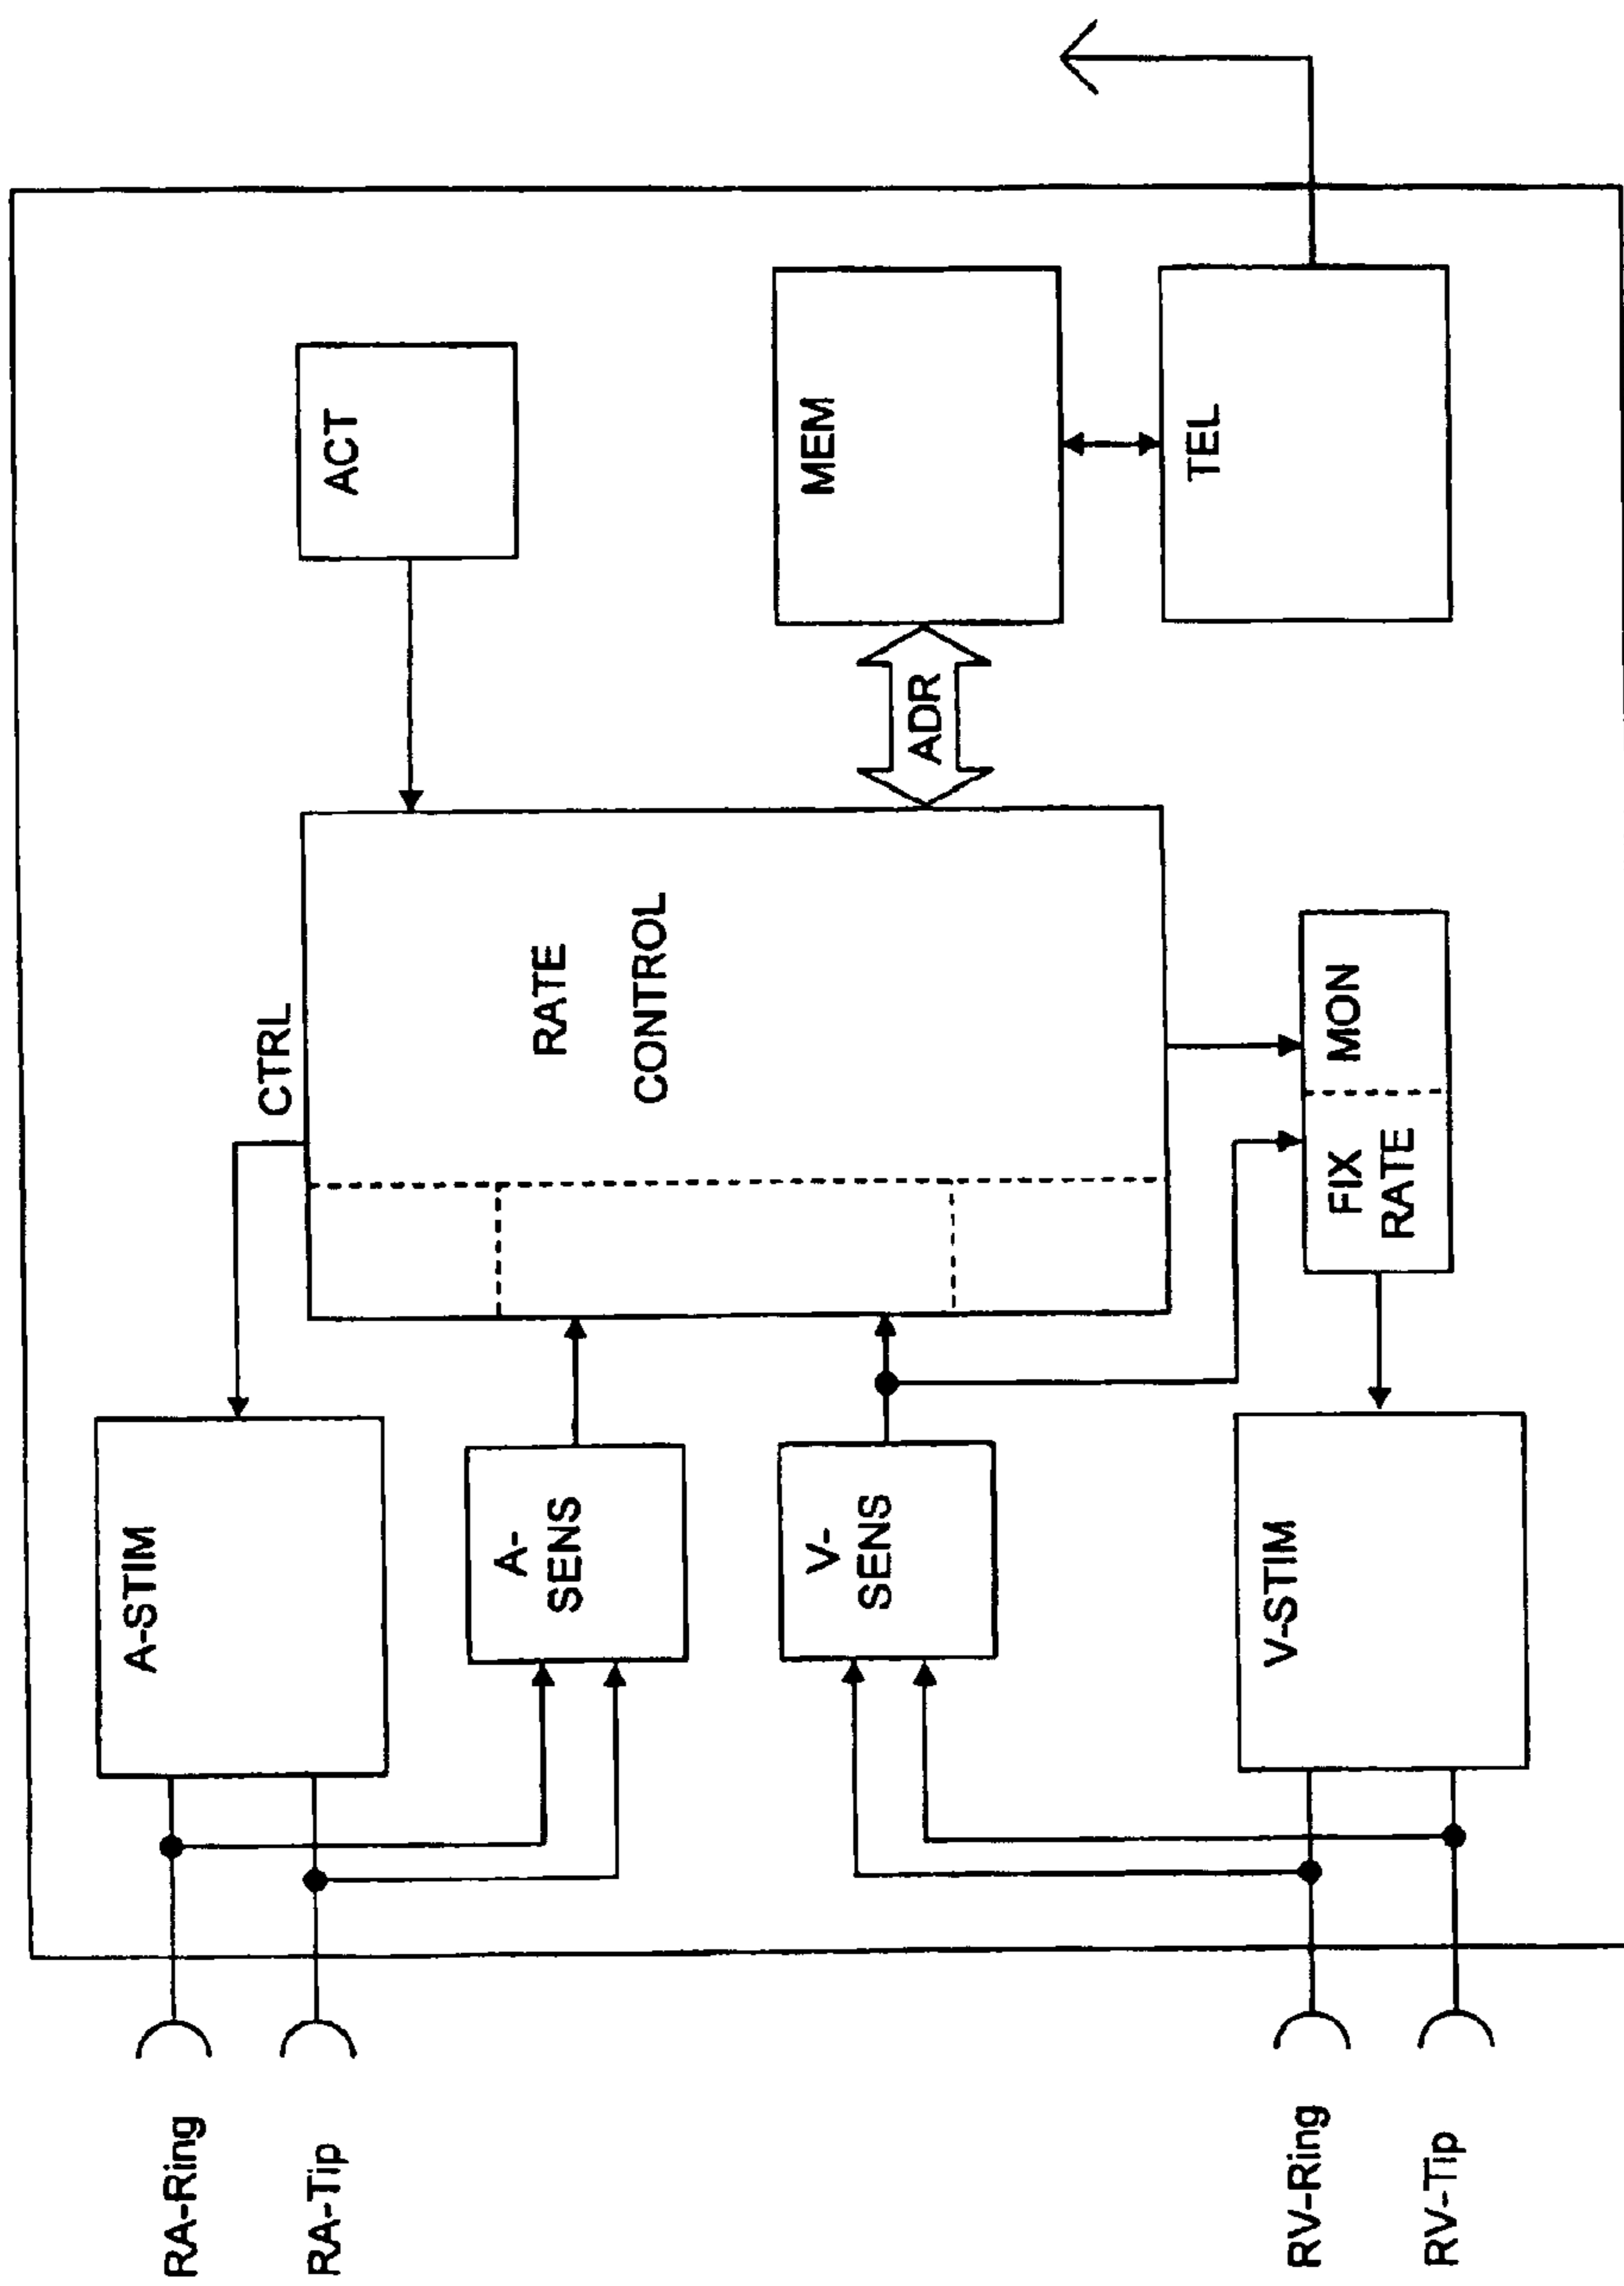 RA-Ring
RA-Tip
RV-Ring
RV-Tip
A-STIM
A-
SENS
V-
SENS
V-STIM
CTRL
RATE
CONTROL
FIX
RATE
MON
ADR
ACT
MEM
TEL